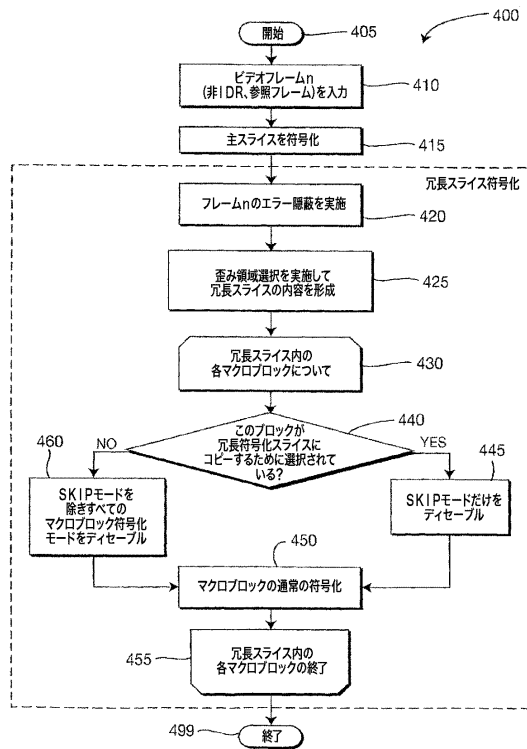 400
開始
405
ビデオフレームn
(非IDR、参照フレーム)を入力
410
主スライスを符号化
415
冗長スライス符号化
フレームnのエラー隠蔽を実施
420
歪み領域選択を実施して
冗長スライスの内容を形成
425
冗長スライス内の
各マクロブロックについて
430
440
このブロックが
冗長符号化スライスに
コピーするために選択されて
いる?
NO
YES
460
SKIPモードを
除きすべての
マクロブロック符号化
モードをディセーブル
445
SKIPモードだけを
ディセーブル
450
マクロブロックの通常の符号化
455
冗長スライス内の
各マクロブロックの終了
499
終了